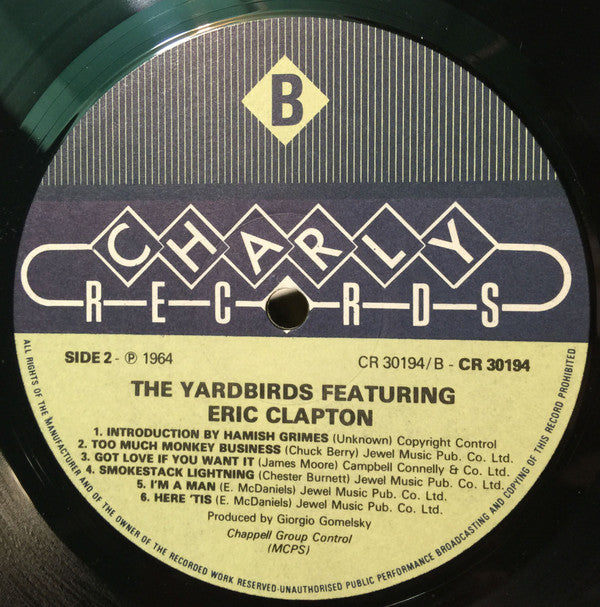 B
CHARLY
RECORDS
SIDE 2 - ℗ 1964
CR 30194/B - CR 30194
THE YARDBIRDS FEATURING
ERIC CLAPTON
1. INTRODUCTION BY HAMISH GRIMES (Unknown) Copyright Control
2. TOO MUCH MONKEY BUSINESS (Chuck Berry) Jewel Music Pub. Co. Ltd.
3. GOT LOVE IF YOU WANT IT (James Moore) Campbell Connelly & Co. Ltd.
4. SMOKESTACK LIGHTNING (Chester Burnett) Jewel Music Pub. Co. Ltd.
5. I'M A MAN (E. McDaniels) Jewel Music Pub. Co. Ltd.
6. HERE 'TIS (E. McDaniels) Jewel Music Pub. Co. Ltd.
Produced by Giorgio Gomelsky
Chappell Group Control
(MCPS)
ALL RIGHTS OF THE MANUFACTURER AND OF THE OWNER OF THE RECORDED WORK RESERVED-UNAUTHORISED PUBLIC PERFORMANCE BROADCASTING AND COPYING OF THIS RECORD PROHIBITED